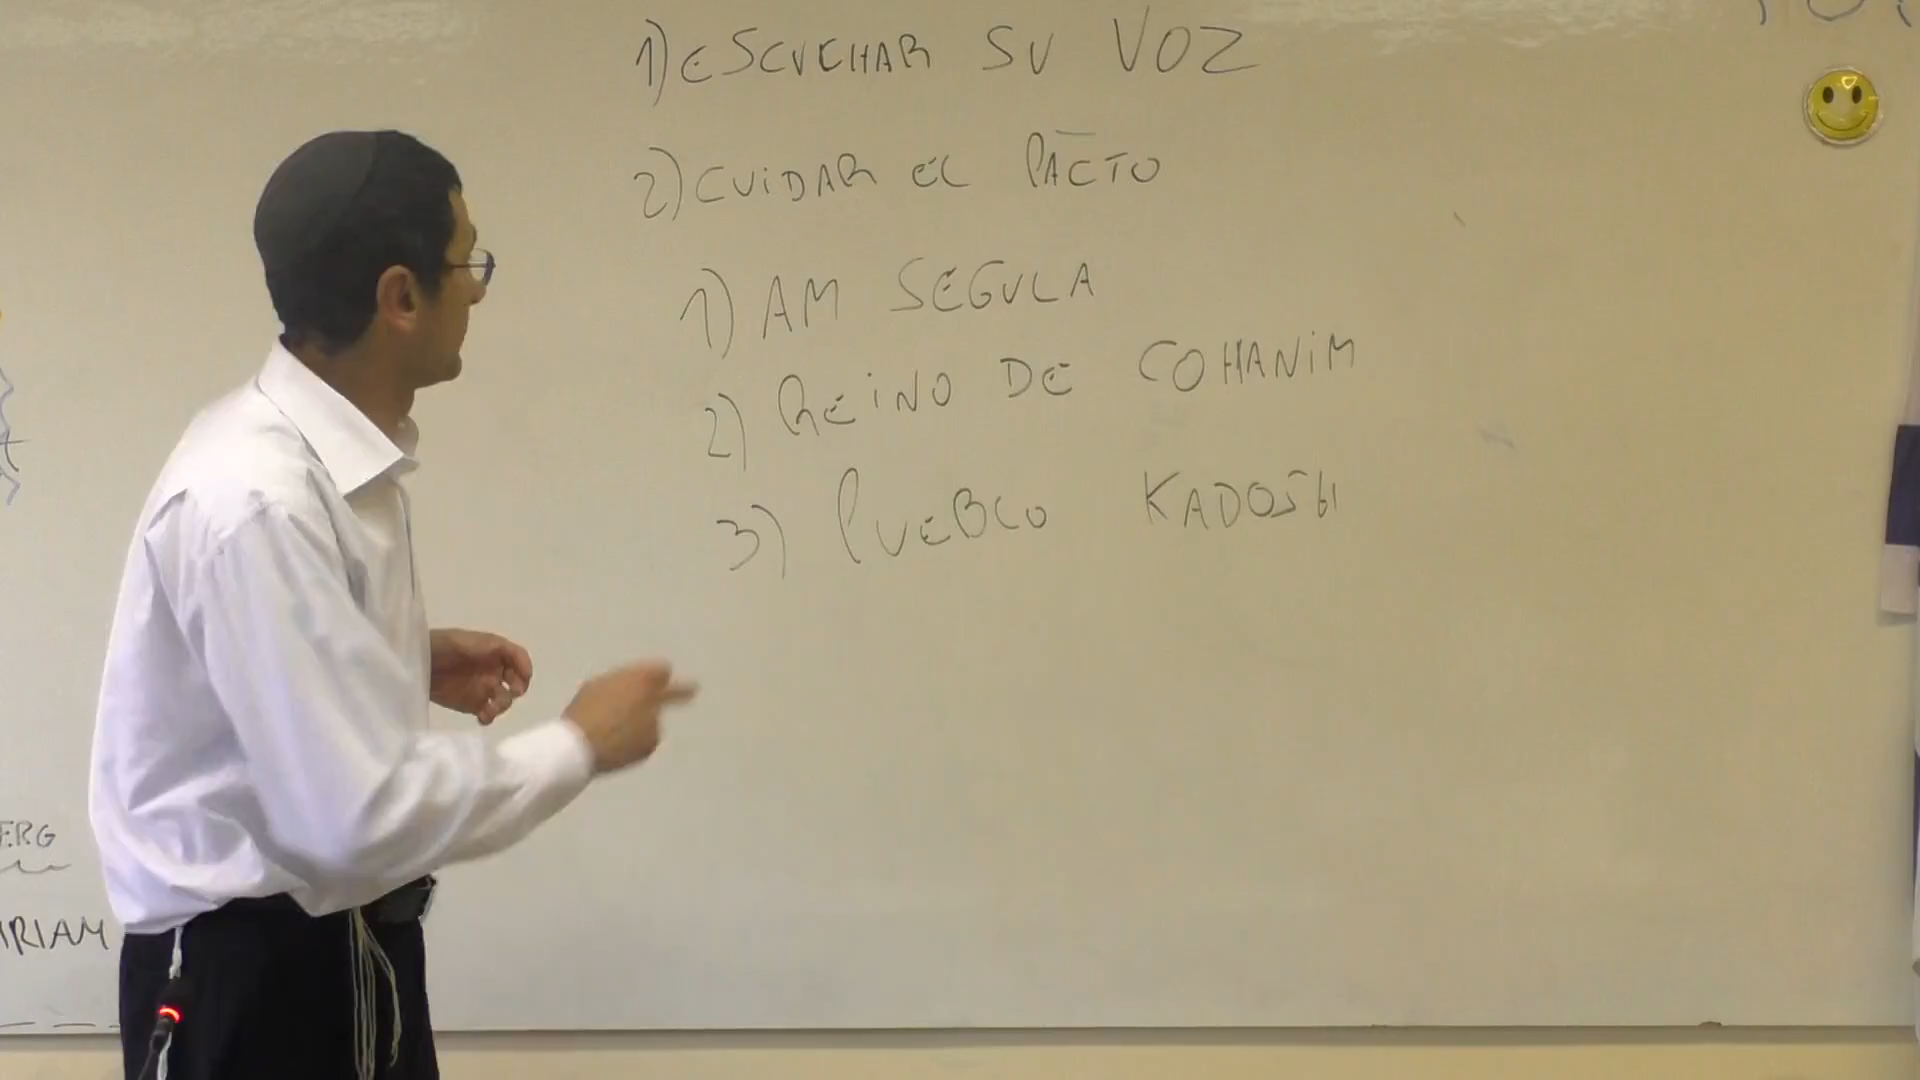 1) ESCUCHAR SU VOZ
2) CUIDAR EL PACTO
1) AM SEGULA
2) REINO DE COHANIM
3) PUEBLO KADOSH
ERG
IRIAM